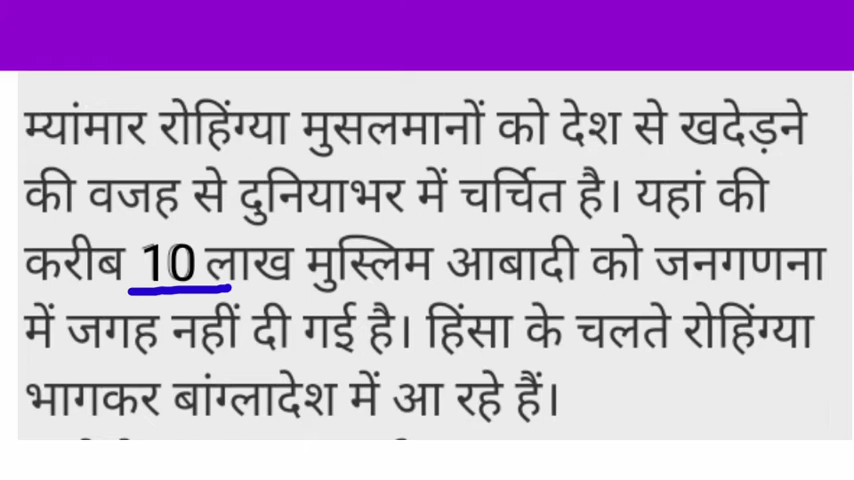 म्यांमार रोहिंग्या मुसलमानों को देश से खदेड़ने
की वजह से दुनियाभर में चर्चित है। यहां की
करीब 10 लाख मुस्लिम आबादी को जनगणना
में जगह नहीं दी गई है। हिंसा के चलते रोहिंग्या
भागकर बांग्लादेश में आ रहे हैं।